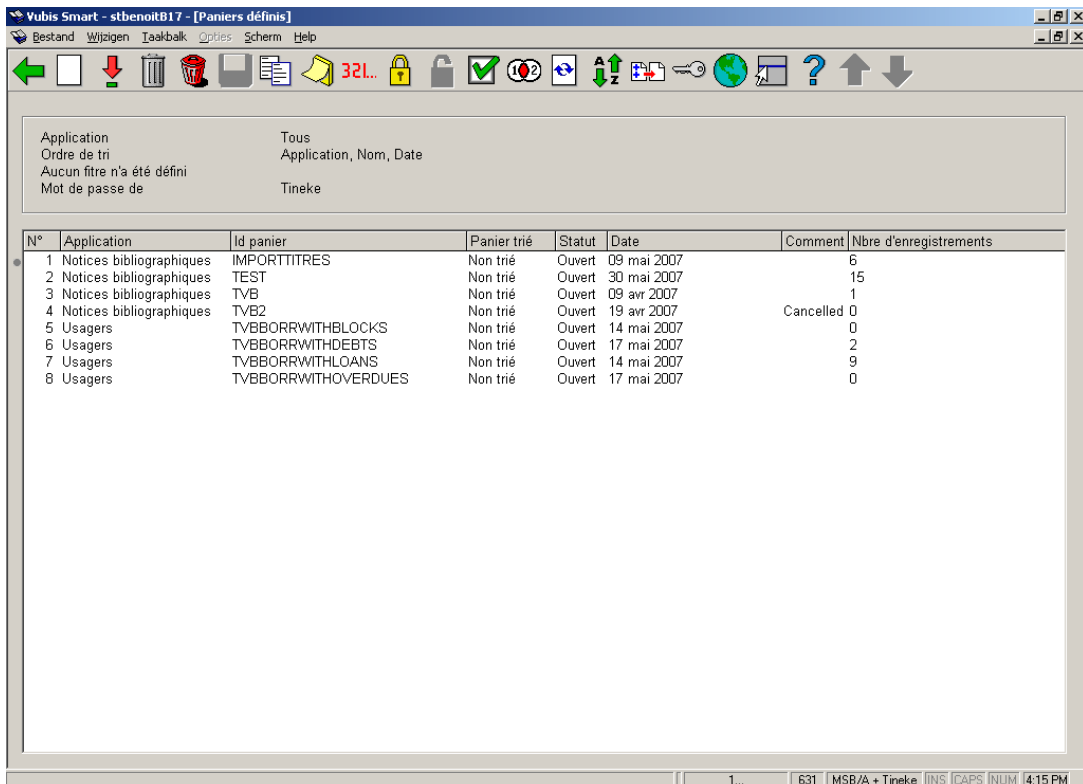 Vubis Smart - stbenoitB17 - [Paniers définis]
Bestand Wijzigen Taakbalk Opties Scherm Help
321... 1 2 A Z ?
Application Tous
Ordre de tri Application, Nom, Date
Aucun fitre n'a été défini
Mot de passe de Tineke
N° Application Id panier Panier trié Statut Date Comment Nbre d'enregistrements
1 Notices bibliographiques IMPORTTITRES Non trié Ouvert 09 mai 2007 6
2 Notices bibliographiques TEST Non trié Ouvert 30 mai 2007 15
3 Notices bibliographiques TVB Non trié Ouvert 09 avr 2007 1
4 Notices bibliographiques TVB2 Non trié Ouvert 19 avr 2007 Cancelled 0
5 Usagers TVBBORRWITHBLOCKS Non trié Ouvert 14 mai 2007 0
6 Usagers TVBBORRWITHDEBTS Non trié Ouvert 17 mai 2007 2
7 Usagers TVBBORRWITHLOANS Non trié Ouvert 14 mai 2007 9
8 Usagers TVBBORRWITHOVERDUES Non trié Ouvert 17 mai 2007 0
1... 631 MSB/A + Tineke INS CAPS NUM 4:15 PM